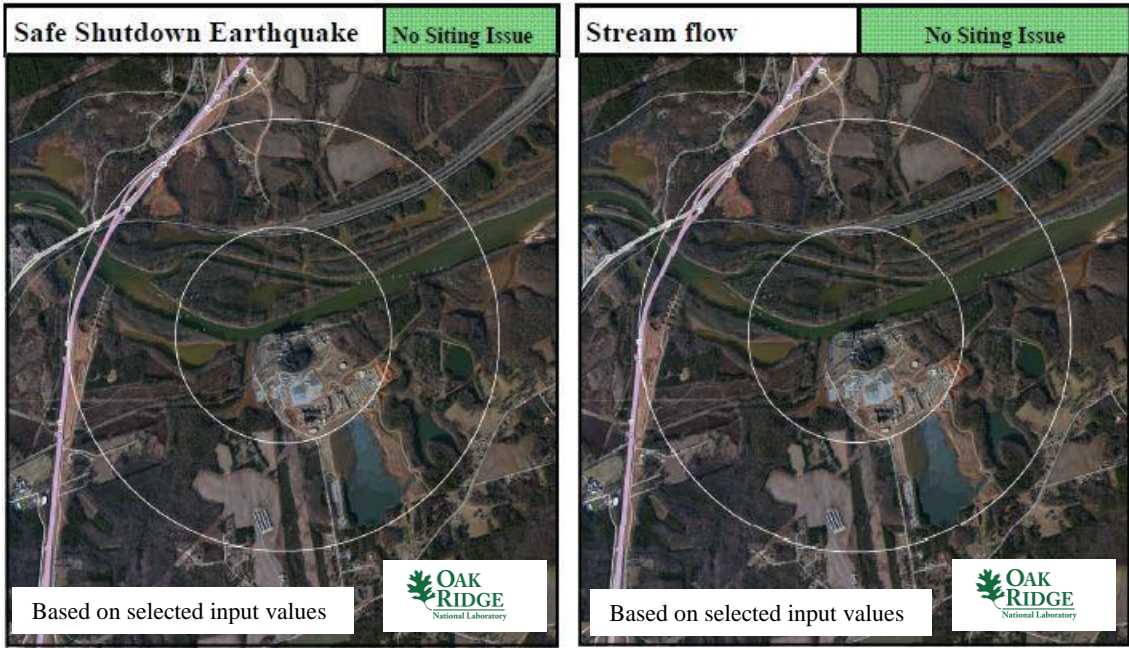 Safe Shutdown Earthquake
No Siting Issue
Based on selected input values
OAK
RIDGE
National Laboratory
Stream flow
No Siting Issue
Based on selected input values
OAK
RIDGE
National Laboratory